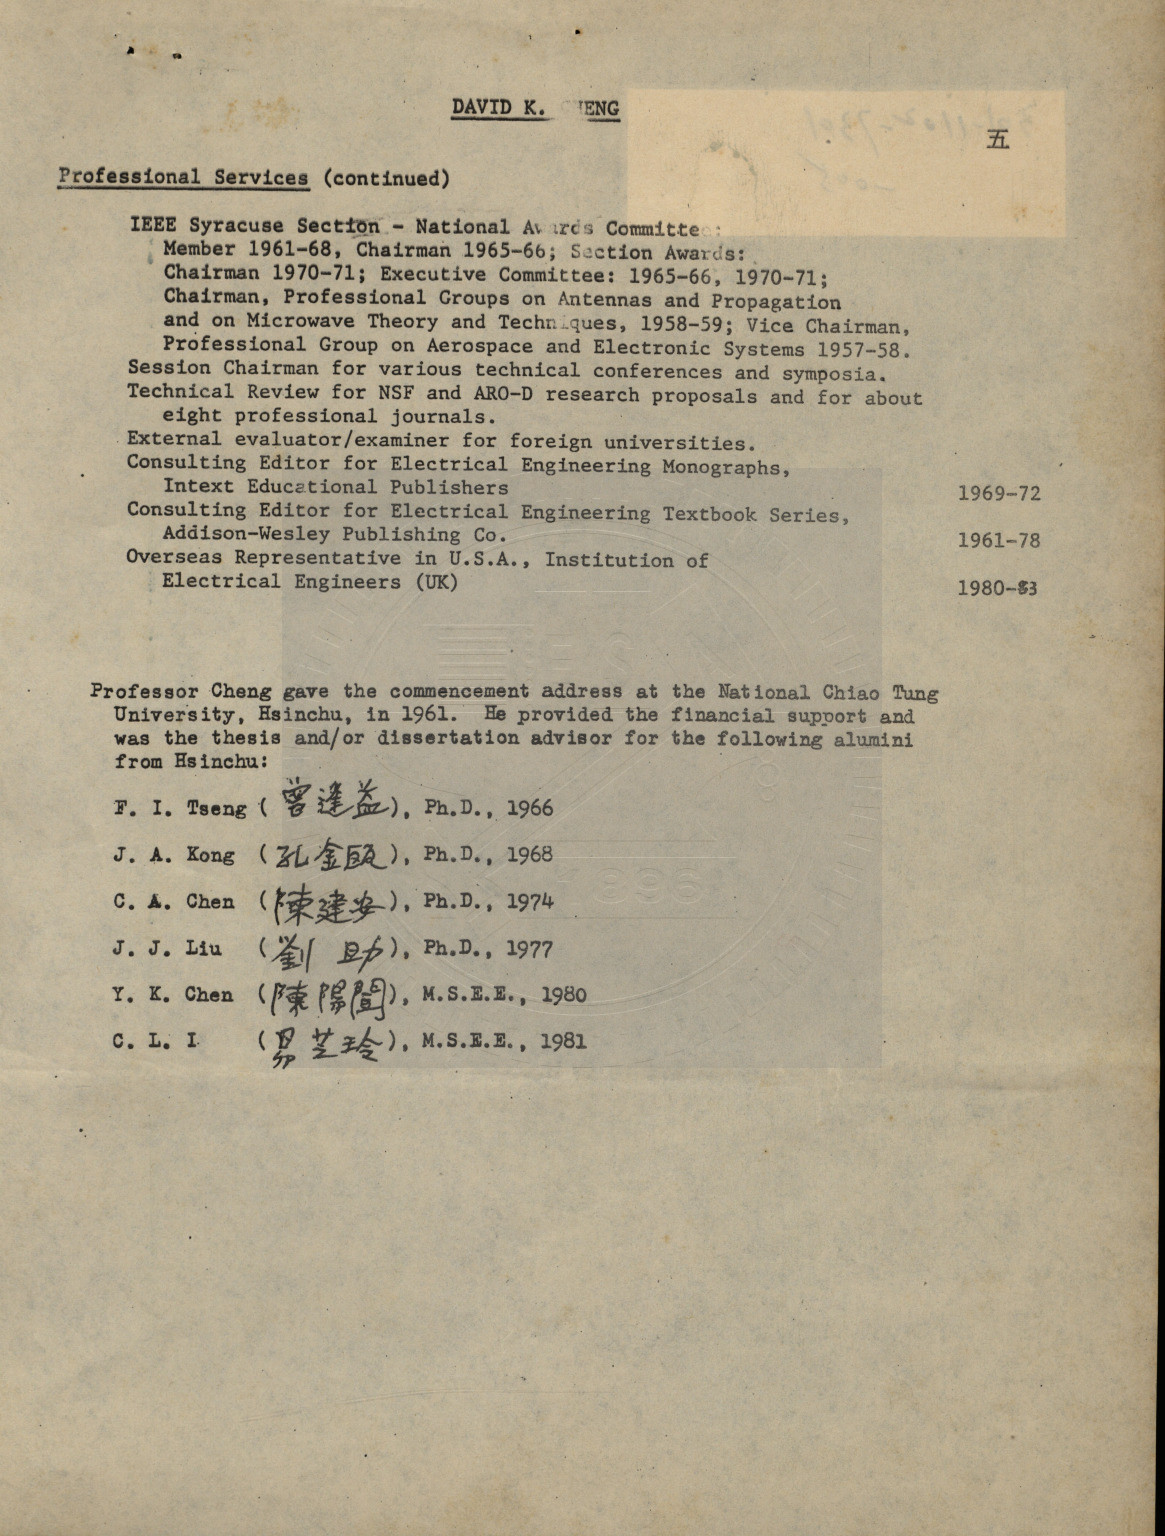 DAVID K. CHENG
五
Professional Services (continued)
IEEE Syracuse Section - National Awards Committee:
Member 1961-68, Chairman 1965-66; Section Awards:
Chairman 1970-71; Executive Committee: 1965-66, 1970-71;
Chairman, Professional Groups on Antennas and Propagation
and on Microwave Theory and Techniques, 1958-59; Vice Chairman,
Professional Group on Aerospace and Electronic Systems 1957-58.
Session Chairman for various technical conferences and symposia.
Technical Review for NSF and ARO-D research proposals and for about
eight professional journals.
External evaluator/examiner for foreign universities.
Consulting Editor for Electrical Engineering Monographs,
Intext Educational Publishers 1969-72
Consulting Editor for Electrical Engineering Textbook Series,
Addison-Wesley Publishing Co. 1961-78
Overseas Representative in U.S.A., Institution of
Electrical Engineers (UK) 1980-83
Professor Cheng gave the commencement address at the National Chiao Tung
University, Hsinchu, in 1961. He provided the financial support and
was the thesis and/or dissertation advisor for the following alumini
from Hsinchu:
F. I. Tseng (曾逢益), Ph.D., 1966
J. A. Kong (孔金甌), Ph.D., 1968
C. A. Chen (陳建安), Ph.D., 1974
J. J. Liu (劉 助), Ph.D., 1977
Y. K. Chen (陳陽闓), M.S.E.E., 1980
C. L. I (易芝玲), M.S.E.E., 1981
1896